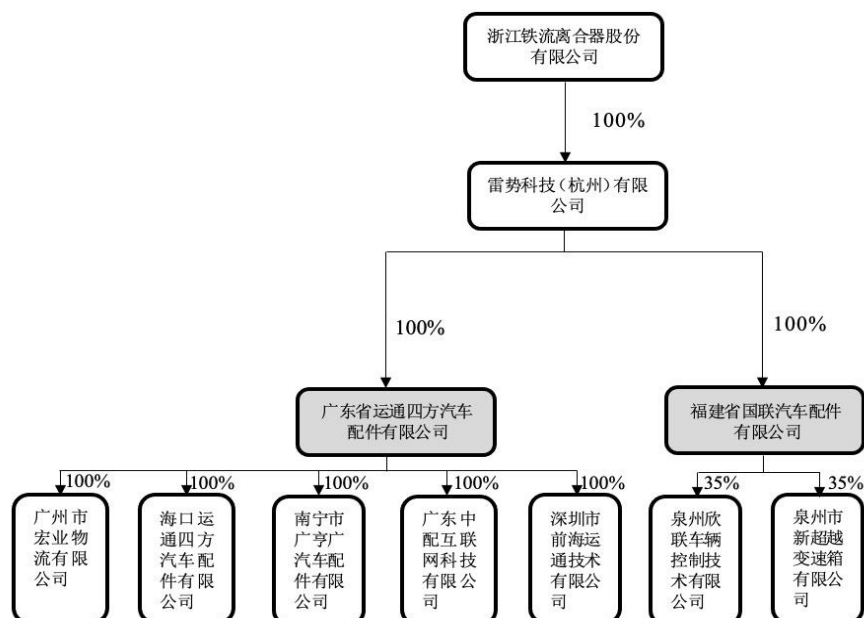 浙江铁流离合器股份
有限公司
100%
雷势科技（杭州）有限
公司
100%
100%
广东省运通四方汽车
配件有限公司
福建省国联汽车配件
有限公司
100%
100%
100%
100%
100%
35%
35%
广州市
宏业物
流有限
公司
海口运
通四方
汽车配
件有限
公司
南宁市
广亨广
汽车配
件有限
公司
广东中
配互联
网科技
有限公
司
深圳市
前海运
通技术
有限公
司
泉州欣
联车辆
控制技
术有限
公司
泉州市
新超越
变速箱
有限公
司